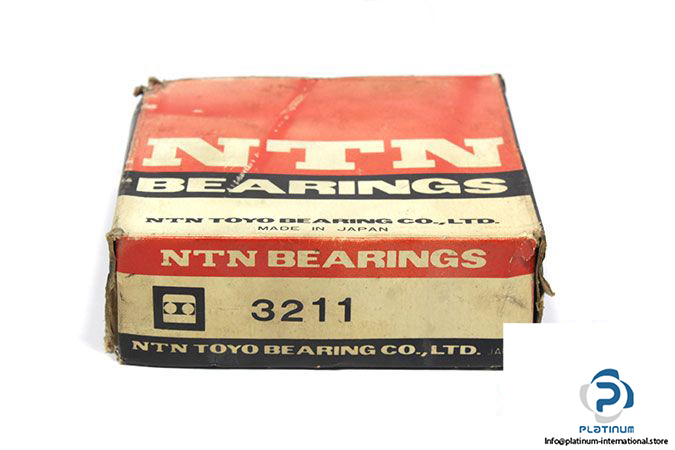 NTN
BEARINGS
NTN TOYO BEARING CO.,LTD.
MADE IN JAPAN
NTN BEARINGS
3211
NTN TOYO BEARING CO.,LTD. JA
PLATINUM
info@platinum-international.store